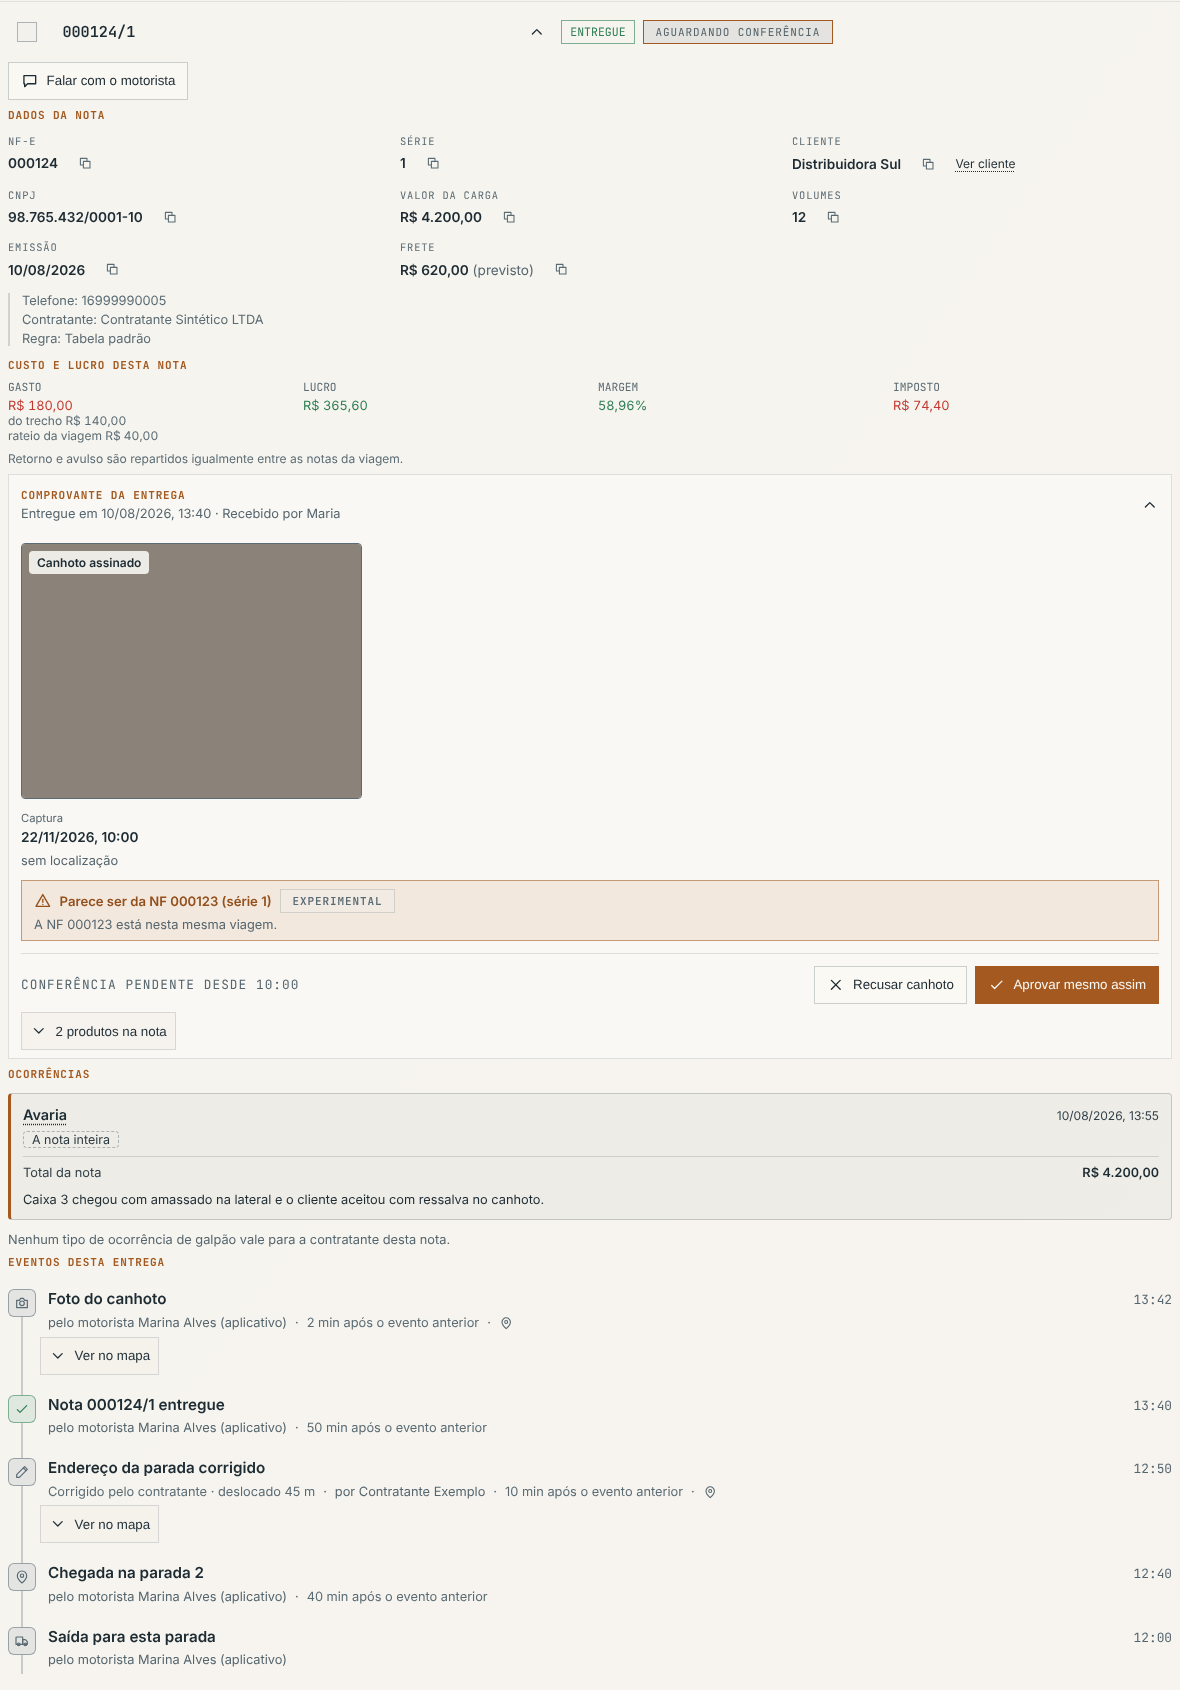 000124/1
ENTREGUE
AGUARDANDO CONFERÊNCIA
Falar com o motorista
DADOS DA NOTA
NF-E
000124
SÉRIE
1
CLIENTE
Distribuidora Sul Ver cliente
CNPJ
98.765.432/0001-10
VALOR DA CARGA
R$ 4.200,00
VOLUMES
12
EMISSÃO
10/08/2026
FRETE
R$ 620,00 (previsto)
Telefone: 16999990005
Contratante: Contratante Sintético LTDA
Regra: Tabela padrão
CUSTO E LUCRO DESTA NOTA
GASTO
R$ 180,00
do trecho R$ 140,00
rateio da viagem R$ 40,00
LUCRO
R$ 365,60
MARGEM
58,96%
IMPOSTO
R$ 74,40
Retorno e avulso são repartidos igualmente entre as notas da viagem.
COMPROVANTE DA ENTREGA
Entregue em 10/08/2026, 13:40 · Recebido por Maria
Canhoto assinado
Captura
22/11/2026, 10:00
sem localização
Parece ser da NF 000123 (série 1) EXPERIMENTAL
A NF 000123 está nesta mesma viagem.
CONFERÊNCIA PENDENTE DESDE 10:00
Recusar canhoto
Aprovar mesmo assim
2 produtos na nota
OCORRÊNCIAS
Avaria 10/08/2026, 13:55
A nota inteira
Total da nota R$ 4.200,00
Caixa 3 chegou com amassado na lateral e o cliente aceitou com ressalva no canhoto.
Nenhum tipo de ocorrência de galpão vale para a contratante desta nota.
EVENTOS DESTA ENTREGA
Foto do canhoto 13:42
pelo motorista Marina Alves (aplicativo) · 2 min após o evento anterior ·
Ver no mapa
Nota 000124/1 entregue 13:40
pelo motorista Marina Alves (aplicativo) · 50 min após o evento anterior
Endereço da parada corrigido 12:50
Corrigido pelo contratante · deslocado 45 m · por Contratante Exemplo · 10 min após o evento anterior ·
Ver no mapa
Chegada na parada 2 12:40
pelo motorista Marina Alves (aplicativo) · 40 min após o evento anterior
Saída para esta parada 12:00
pelo motorista Marina Alves (aplicativo)